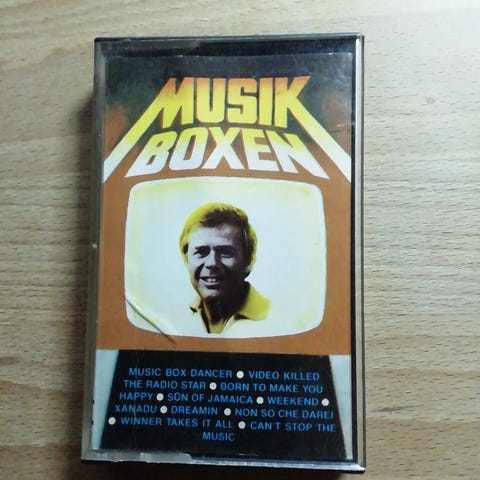 MUSIK
BOXEN
MUSIC BOX DANCER ● VIDEO KILLED
THE RADIO STAR ● BORN TO MAKE YOU
HAPPY ● SON OF JAMAICA ● WEEKEND ●
XANADU ● DREAMIN' ● NON SO CHE DAREI
● WINNER TAKES IT ALL ● CAN'T STOP THE
MUSIC